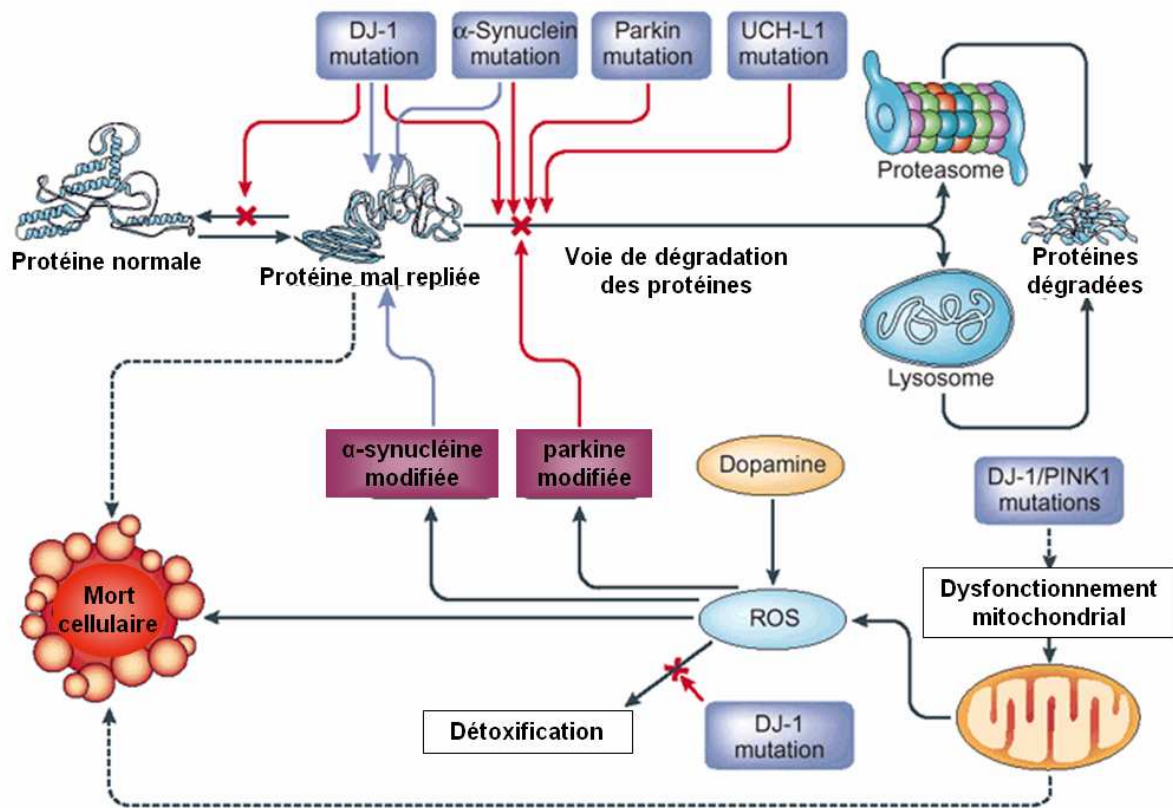 DJ-1
mutation
α-Synuclein
mutation
Parkin
mutation
UCH-L1
mutation
Proteasome
Protéine normale
Protéine mal repliée
Voie de dégradation
des protéines
Protéines
dégradées
Lysosome
α-synucléine
modifiée
parkine
modifiée
Dopamine
DJ-1/PINK1
mutations
Mort
cellulaire
ROS
Dysfonctionnement
mitochondrial
Détoxification
DJ-1
mutation